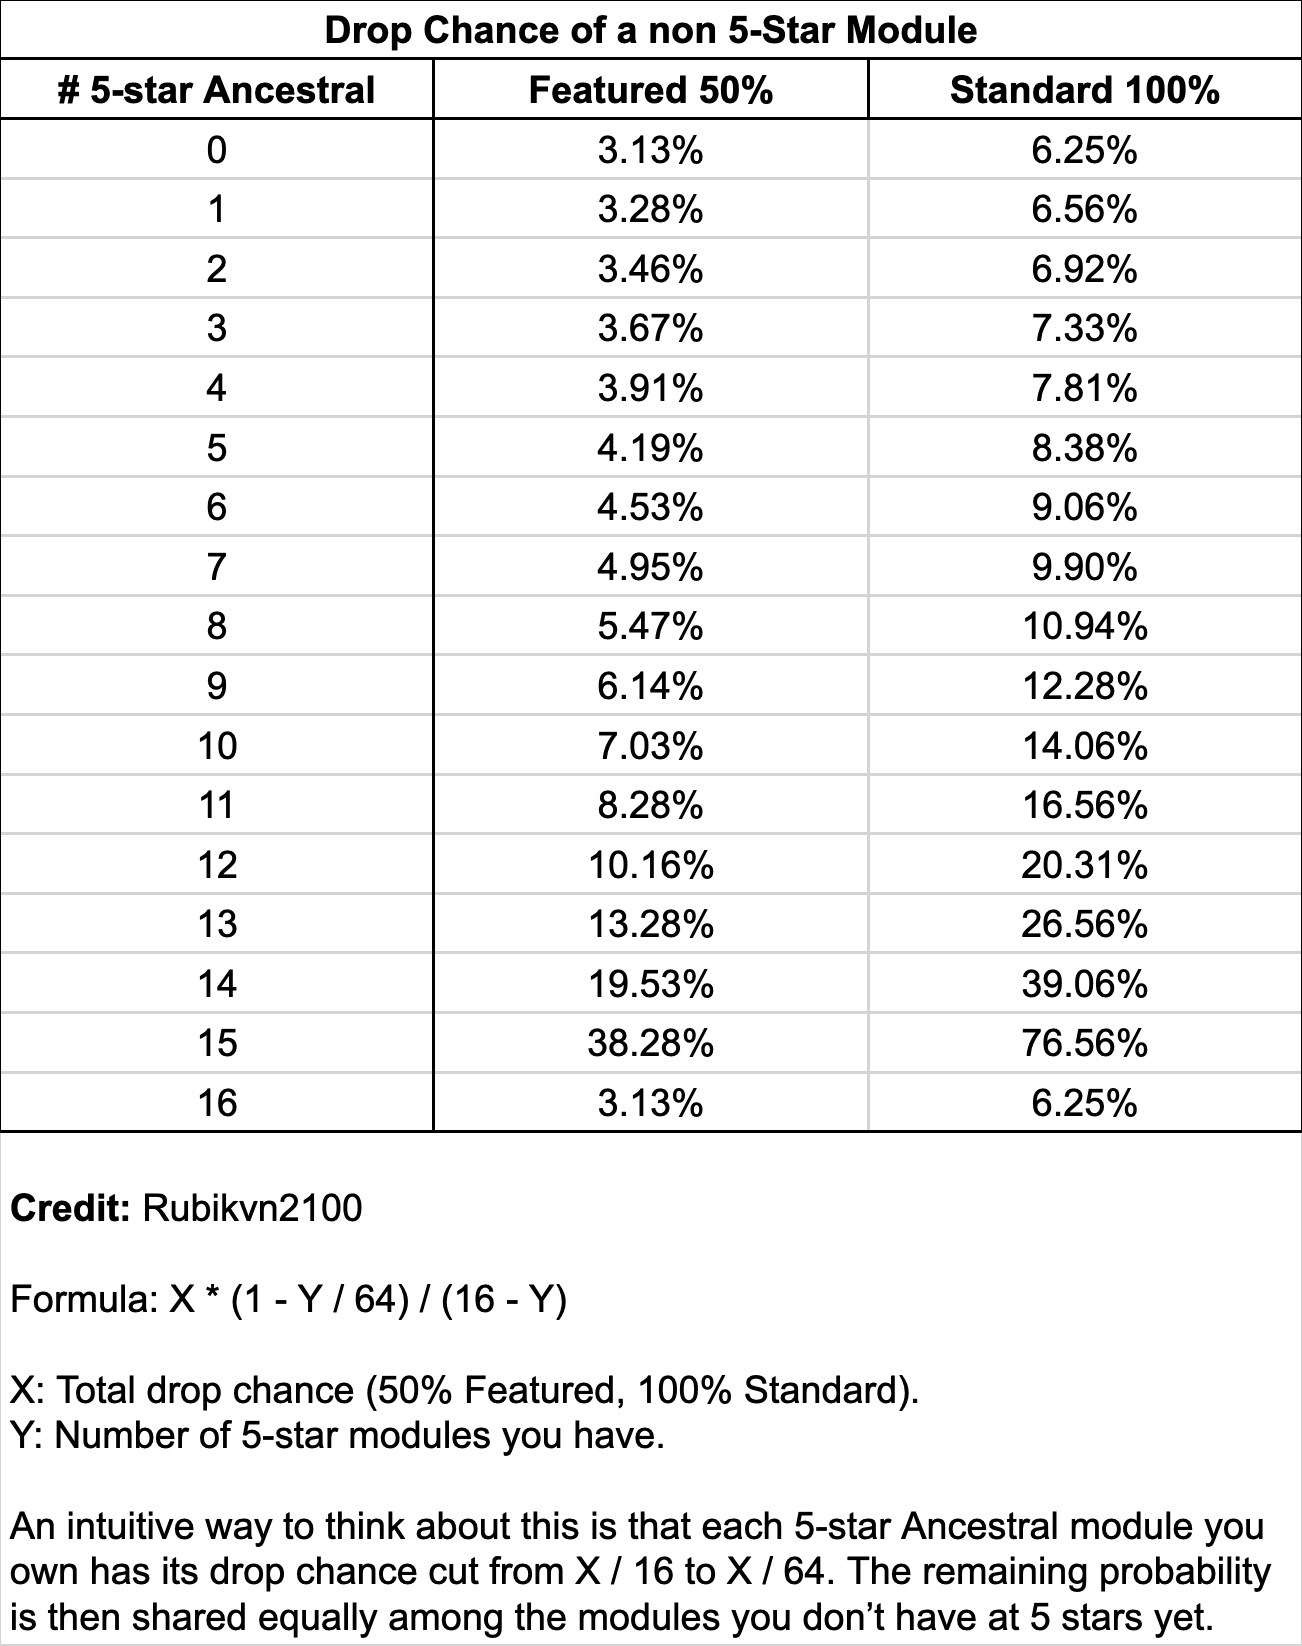 Drop Chance of a non 5-Star Module
# 5-star Ancestral Featured 50% Standard 100%
0 3.13% 6.25%
1 3.28% 6.56%
2 3.46% 6.92%
3 3.67% 7.33%
4 3.91% 7.81%
5 4.19% 8.38%
6 4.53% 9.06%
7 4.95% 9.90%
8 5.47% 10.94%
9 6.14% 12.28%
10 7.03% 14.06%
11 8.28% 16.56%
12 10.16% 20.31%
13 13.28% 26.56%
14 19.53% 39.06%
15 38.28% 76.56%
16 3.13% 6.25%
Credit: Rubikvn2100
Formula: X * (1 - Y / 64) / (16 - Y)
X: Total drop chance (50% Featured, 100% Standard).
Y: Number of 5-star modules you have.
An intuitive way to think about this is that each 5-star Ancestral module you
own has its drop chance cut from X / 16 to X / 64. The remaining probability
is then shared equally among the modules you don’t have at 5 stars yet.